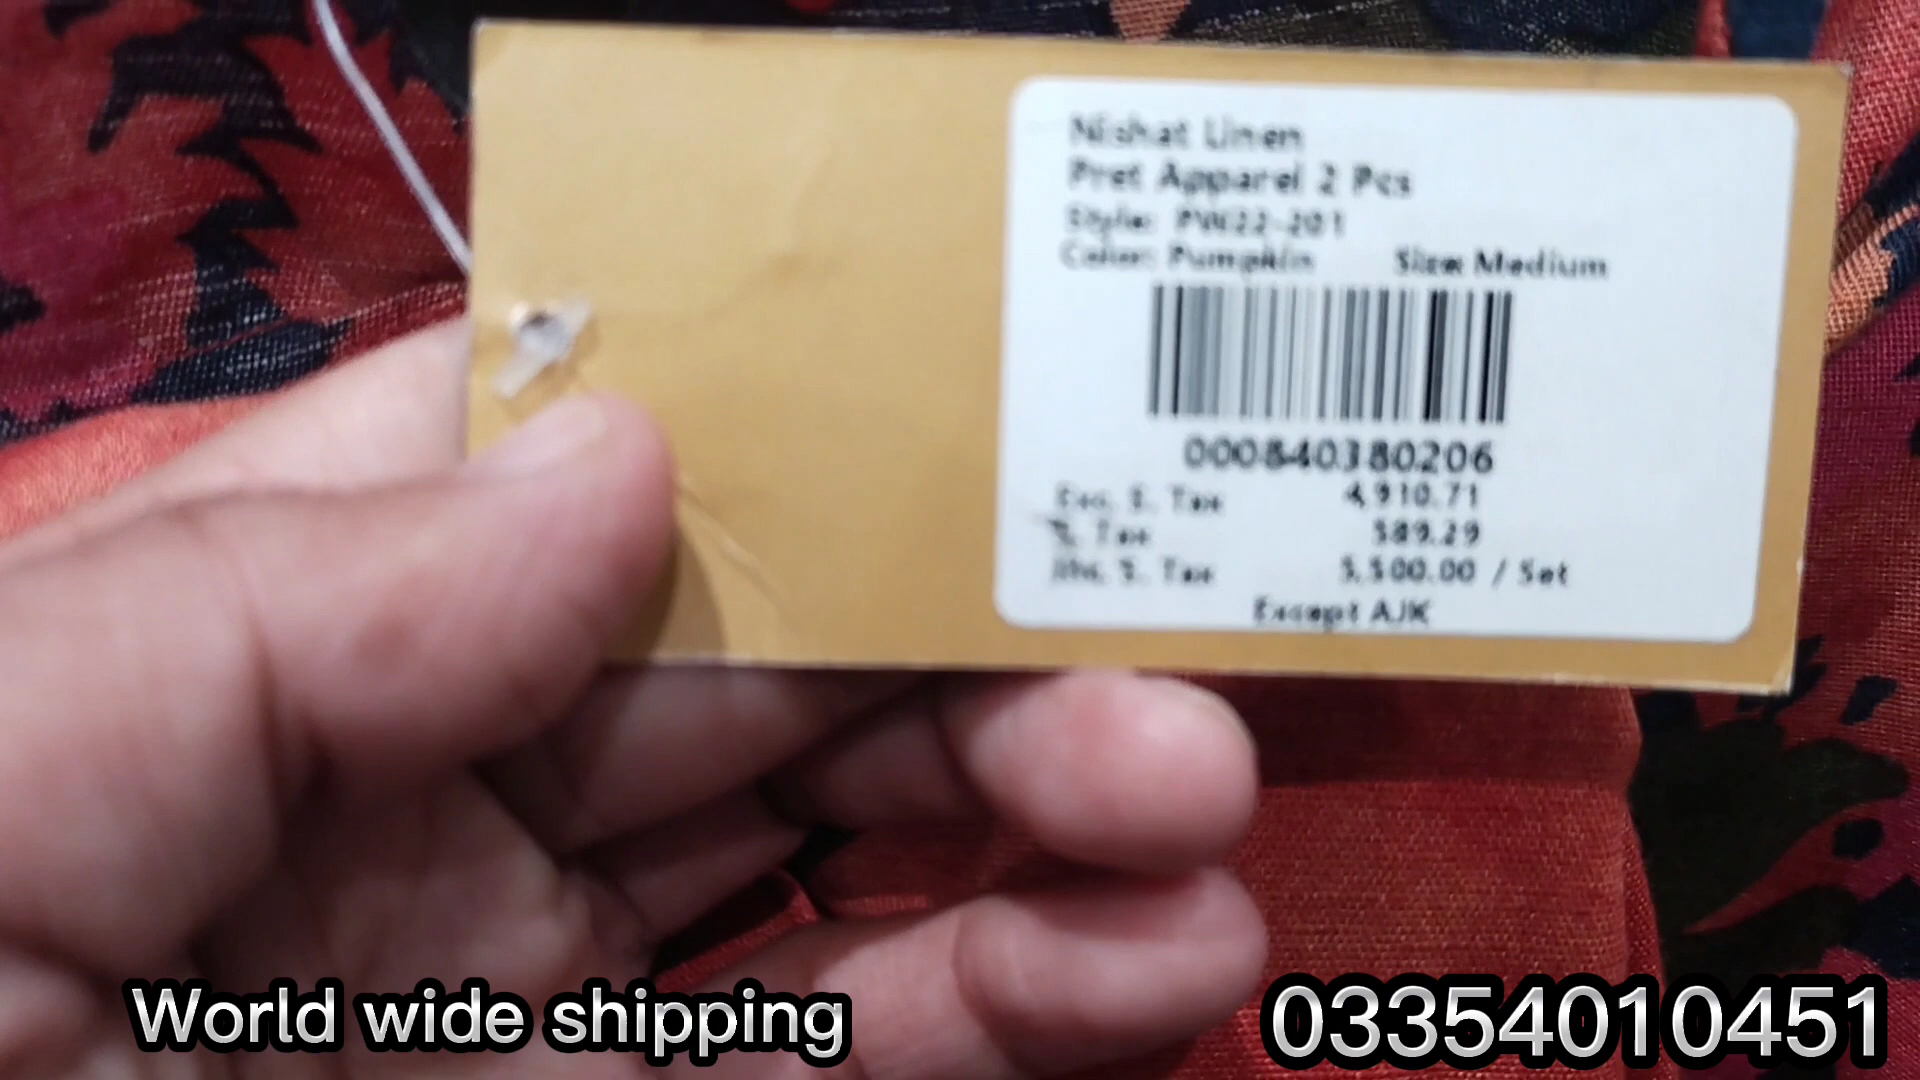 Nishat Linen
Pret Apparel 2 Pcs
Style: PW22-201
Color: Pumpkin Size: Medium
000840380206
Exc. S. Tax 4,910.71
S. Tax 589.29
Inc. S. Tax 5,500.00 / Set
Except AJK
World wide shipping 03354010451